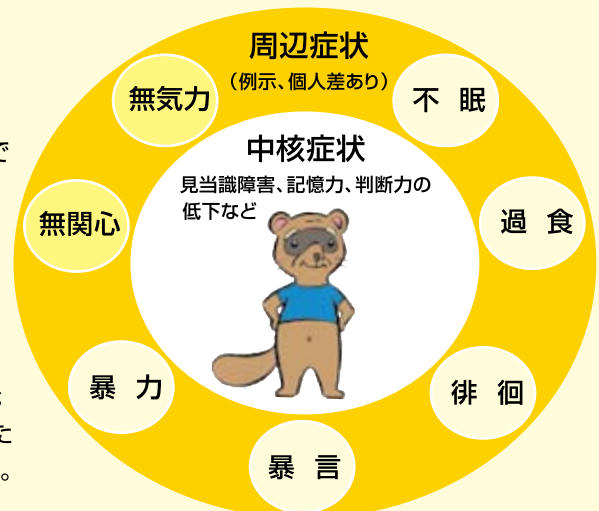 周辺症状
（例示、個人差あり）
無気力
不 眠
中核症状
見当識障害、記憶力、判断力の
低下など
無関心
過 食
暴 力
徘 徊
暴 言
で
た
。